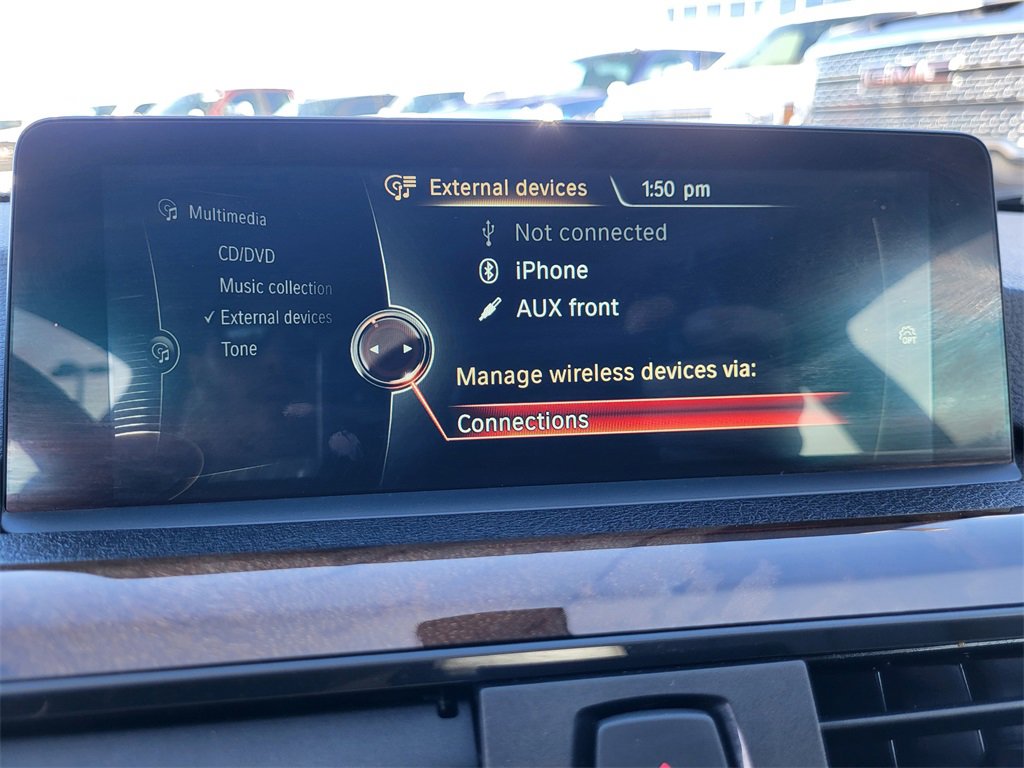 GMC
External devices
1:50 pm
Multimedia
CD/DVD
Music collection
✓ External devices
Tone
Not connected
iPhone
AUX front
OPT
Manage wireless devices via:
Connections